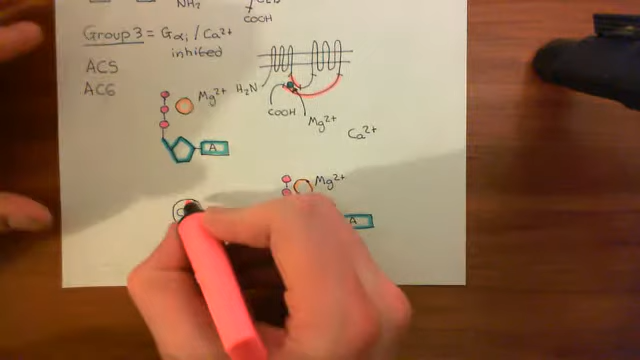 NH₂
COOH
Group 3 = Gαi / Ca²⁺
inhibited
AC5
AC6
Mg²⁺
H₂N
COOH
Mg²⁺
Ca²⁺
A
Mg²⁺
A